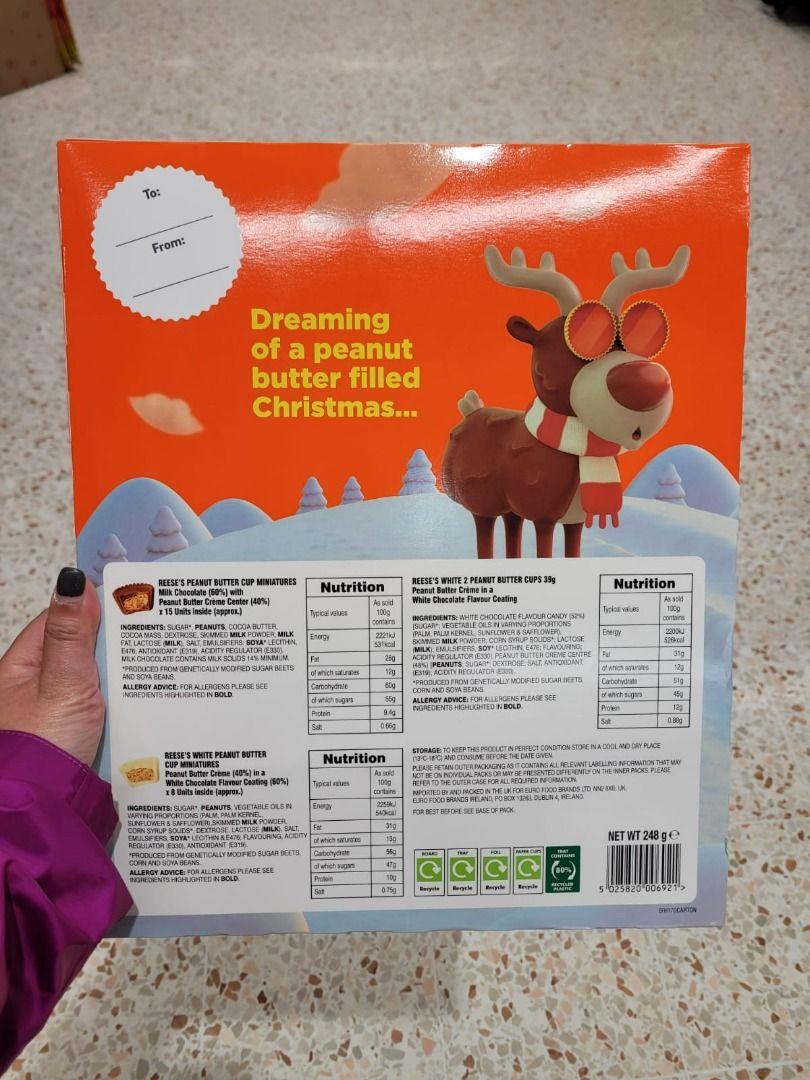 To:
From:
Dreaming
of a peanut
butter filled
Christmas...
REESE'S PEANUT BUTTER CUP MINIATURES
Milk Chocolate (60%) with
Peanut Butter Crème Center (40%)
x 15 Units inside (approx.)
INGREDIENTS: SUGAR*, PEANUTS, COCOA BUTTER,
COCOA MASS, DEXTROSE, SKIMMED MILK POWDER, MILK
FAT, LACTOSE (MILK), SALT, EMULSIFIERS: SOYA* LECITHIN,
E476; ANTIOXIDANT (E319), ACIDITY REGULATOR (E330).
MILK CHOCOLATE CONTAINS MILK SOLIDS 14% MINIMUM.
*PRODUCED FROM GENETICALLY MODIFIED SUGAR BEETS
AND SOYA BEANS.
ALLERGY ADVICE: FOR ALLERGENS PLEASE SEE
INGREDIENTS HIGHLIGHTED IN BOLD.
Nutrition
Typical values As sold 100g contains
Energy 2221kJ 531kcal
Fat 28g
of which saturates 12g
Carbohydrate 60g
of which sugars 55g
Protein 9.4g
Salt 0.66g
REESE'S WHITE 2 PEANUT BUTTER CUPS 39g
Peanut Butter Crème in a
White Chocolate Flavour Coating
INGREDIENTS: WHITE CHOCOLATE FLAVOUR CANDY (52%)
(SUGAR*; VEGETABLE OILS IN VARYING PROPORTIONS
(PALM, PALM KERNEL, SUNFLOWER & SAFFLOWER),
SKIMMED MILK POWDER; CORN SYRUP SOLIDS*; LACTOSE
(MILK); EMULSIFIERS, SOY* LECITHIN, E476; FLAVOURING;
ACIDITY REGULATOR (E330), PEANUT BUTTER CREME CENTRE
(48%) [PEANUTS; SUGAR*; DEXTROSE; SALT; ANTIOXIDANT
(E319), ACIDITY REGULATOR (E330).
*PRODUCED FROM GENETICALLY MODIFIED SUGAR BEETS,
CORN AND SOYA BEANS.
ALLERGY ADVICE: FOR ALLERGENS PLEASE SEE
INGREDIENTS HIGHLIGHTED IN BOLD.
Nutrition
Typical values As sold 100g contains
Energy 2200kJ 526kcal
Fat 31g
of which saturates 12g
Carbohydrate 51g
of which sugars 45g
Protein 12g
Salt 0.88g
REESE'S WHITE PEANUT BUTTER
CUP MINIATURES
Peanut Butter Crème (40%) in a
White Chocolate Flavour Coating (60%)
x 8 Units inside (approx.)
INGREDIENTS: SUGAR*, PEANUTS, VEGETABLE OILS IN
VARYING PROPORTIONS (PALM, PALM KERNEL,
SUNFLOWER & SAFFLOWER), SKIMMED MILK POWDER,
CORN SYRUP SOLIDS*, DEXTROSE, LACTOSE (MILK), SALT,
EMULSIFIERS, SOYA* LECITHIN & E476; FLAVOURING, ACIDITY
REGULATOR (E330), ANTIOXIDANT (E319).
*PRODUCED FROM GENETICALLY MODIFIED SUGAR BEETS,
CORN AND SOYA BEANS.
ALLERGY ADVICE: FOR ALLERGENS PLEASE SEE
INGREDIENTS HIGHLIGHTED IN BOLD.
Nutrition
Typical values As sold 100g contains
Energy 2259kJ 540kcal
Fat 31g
of which saturates 13g
Carbohydrate 56g
of which sugars 47g
Protein 10g
Salt 0.75g
STORAGE: TO KEEP THIS PRODUCT IN PERFECT CONDITION STORE IN A COOL AND DRY PLACE
(13ºC-18ºC) AND CONSUME BEFORE THE DATE GIVEN.
PLEASE RETAIN OUTER PACKAGING AS IT CONTAINS ALL RELEVANT LABELLING INFORMATION THAT MAY
NOT BE ON INDIVIDUAL PACKS OR MAY BE PRESENTED DIFFERENTLY ON THE INNER PACKS. PLEASE
REFER TO THE OUTER CASE FOR ALL REQUIRED INFORMATION.
IMPORTED BY AND PACKED IN THE UK FOR EURO FOOD BRANDS LTD, NN2 8XB, UK.
EURO FOOD BRANDS IRELAND, PO BOX 13263, DUBLIN 4, IRELAND.
FOR BEST BEFORE SEE BASE OF PACK.
BOARD Recycle
TRAY Recycle
FOIL Recycle
PAPER CUPS Recycle
TRAY CONTAINS 80% RECYCLED PLASTIC
NET WT 248 g ℮
5 025820 006921 >
EFR170CARTON